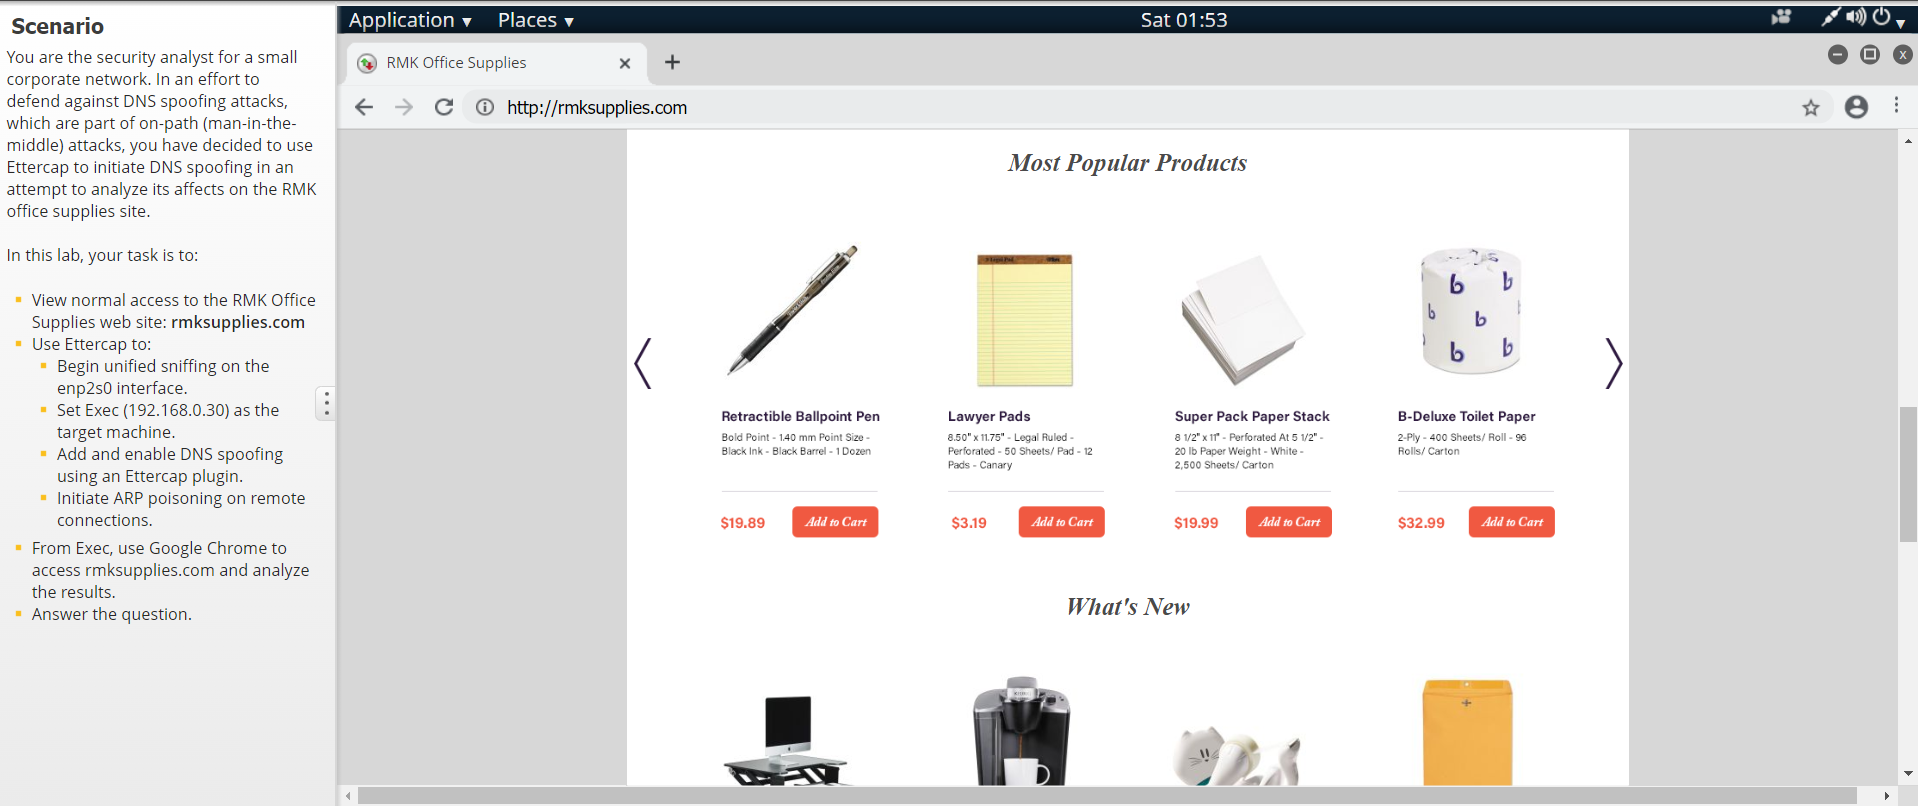 Scenario
You are the security analyst for a small
corporate network. In an effort to
defend against DNS spoofing attacks,
which are part of on-path (man-in-the-
middle) attacks, you have decided to use
Ettercap to initiate DNS spoofing in an
attempt to analyze its affects on the RMK
office supplies site.
In this lab, your task is to:
View normal access to the RMK Office
Supplies web site: rmksupplies.com
Use Ettercap to:
Begin unified sniffing on the
enp2s0 interface.
Set Exec (192.168.0.30) as the
target machine.
Add and enable DNS spoofing
using an Ettercap plugin.
Initiate ARP poisoning on remote
connections.
From Exec, use Google Chrome to
access rmksupplies.com and analyze
the results.
Answer the question.
Application Places Sat 01:53
RMK Office Supplies
http://rmksupplies.com
Most Popular Products
Retractible Ballpoint Pen
Bold Point - 1.40 mm Point Size -
Black Ink - Black Barrel - 1 Dozen
$19.89 Add to Cart
Lawyer Pads
8.50" x 11.75" - Legal Ruled -
Perforated - 50 Sheets/ Pad - 12
Pads - Canary
$3.19 Add to Cart
Super Pack Paper Stack
8 1/2" x 11" - Perforated At 5 1/2" -
20 lb Paper Weight - White -
2,500 Sheets/ Carton
$19.99 Add to Cart
B-Deluxe Toilet Paper
2-Ply - 400 Sheets/ Roll - 96
Rolls/ Carton
$32.99 Add to Cart
What's New